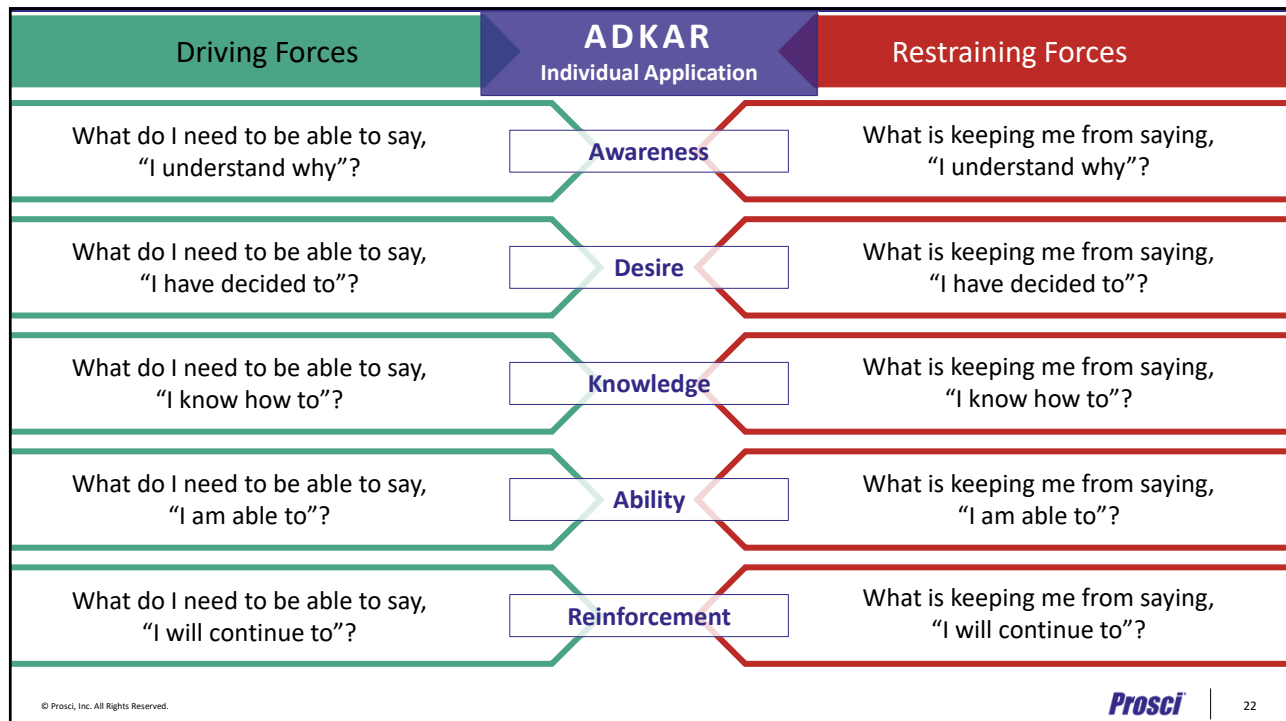 Driving Forces
ADKAR
Individual Application
Restraining Forces
What do I need to be able to say,
“I understand why”?
Awareness
What is keeping me from saying,
“I understand why”?
What do I need to be able to say,
“I have decided to”?
Desire
What is keeping me from saying,
“I have decided to”?
What do I need to be able to say,
“I know how to”?
Knowledge
What is keeping me from saying,
“I know how to”?
What do I need to be able to say,
“I am able to”?
Ability
What is keeping me from saying,
“I am able to”?
What do I need to be able to say,
“I will continue to”?
Reinforcement
What is keeping me from saying,
“I will continue to”?
© Prosci, Inc. All Rights Reserved.
Prosci
22